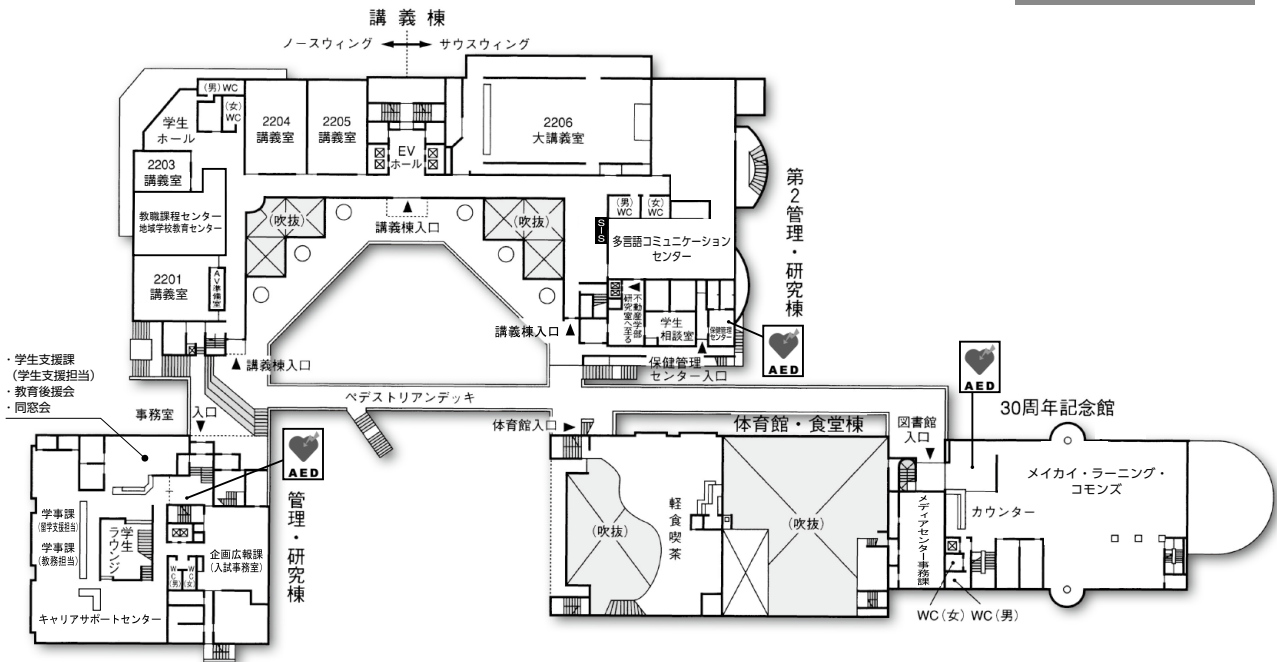 講義棟
ノースウィング サウスウィング
(男)WC
(女)
WC
学生
ホール
2204
講義室
2205
講義室
EV
ホール
2206
大講義室
2203
講義室
教職課程センター
地域学校教育センター
2201
講義室
AV準備室
(吹抜)
講義棟入口
(吹抜)
(男)
WC
(女)
WC
SIS
多言語コミュニケーション
センター
第2管理・研究棟
不動産学部
研究室へ至る
学生
相談室
保健管理
センター
AED
講義棟入口
保健管理
センター入口
講義棟入口
・学生支援課
(学生支援担当)
・教育後援会
・同窓会
事務室
入口
ペデストリアンデッキ
AED
管理・研究棟
学事課
(留学支援担当)
学事課
(教務担当)
学生
ラウンジ
WC
(男)
WC
(女)
企画広報課
(入試事務室)
キャリアサポートセンター
体育館入口
体育館・食堂棟
(吹抜)
軽食喫茶
(吹抜)
図書館
入口
AED
30周年記念館
メイカイ・ラーニング・
コモンズ
カウンター
メディアセンター事務課
WC(女) WC(男)